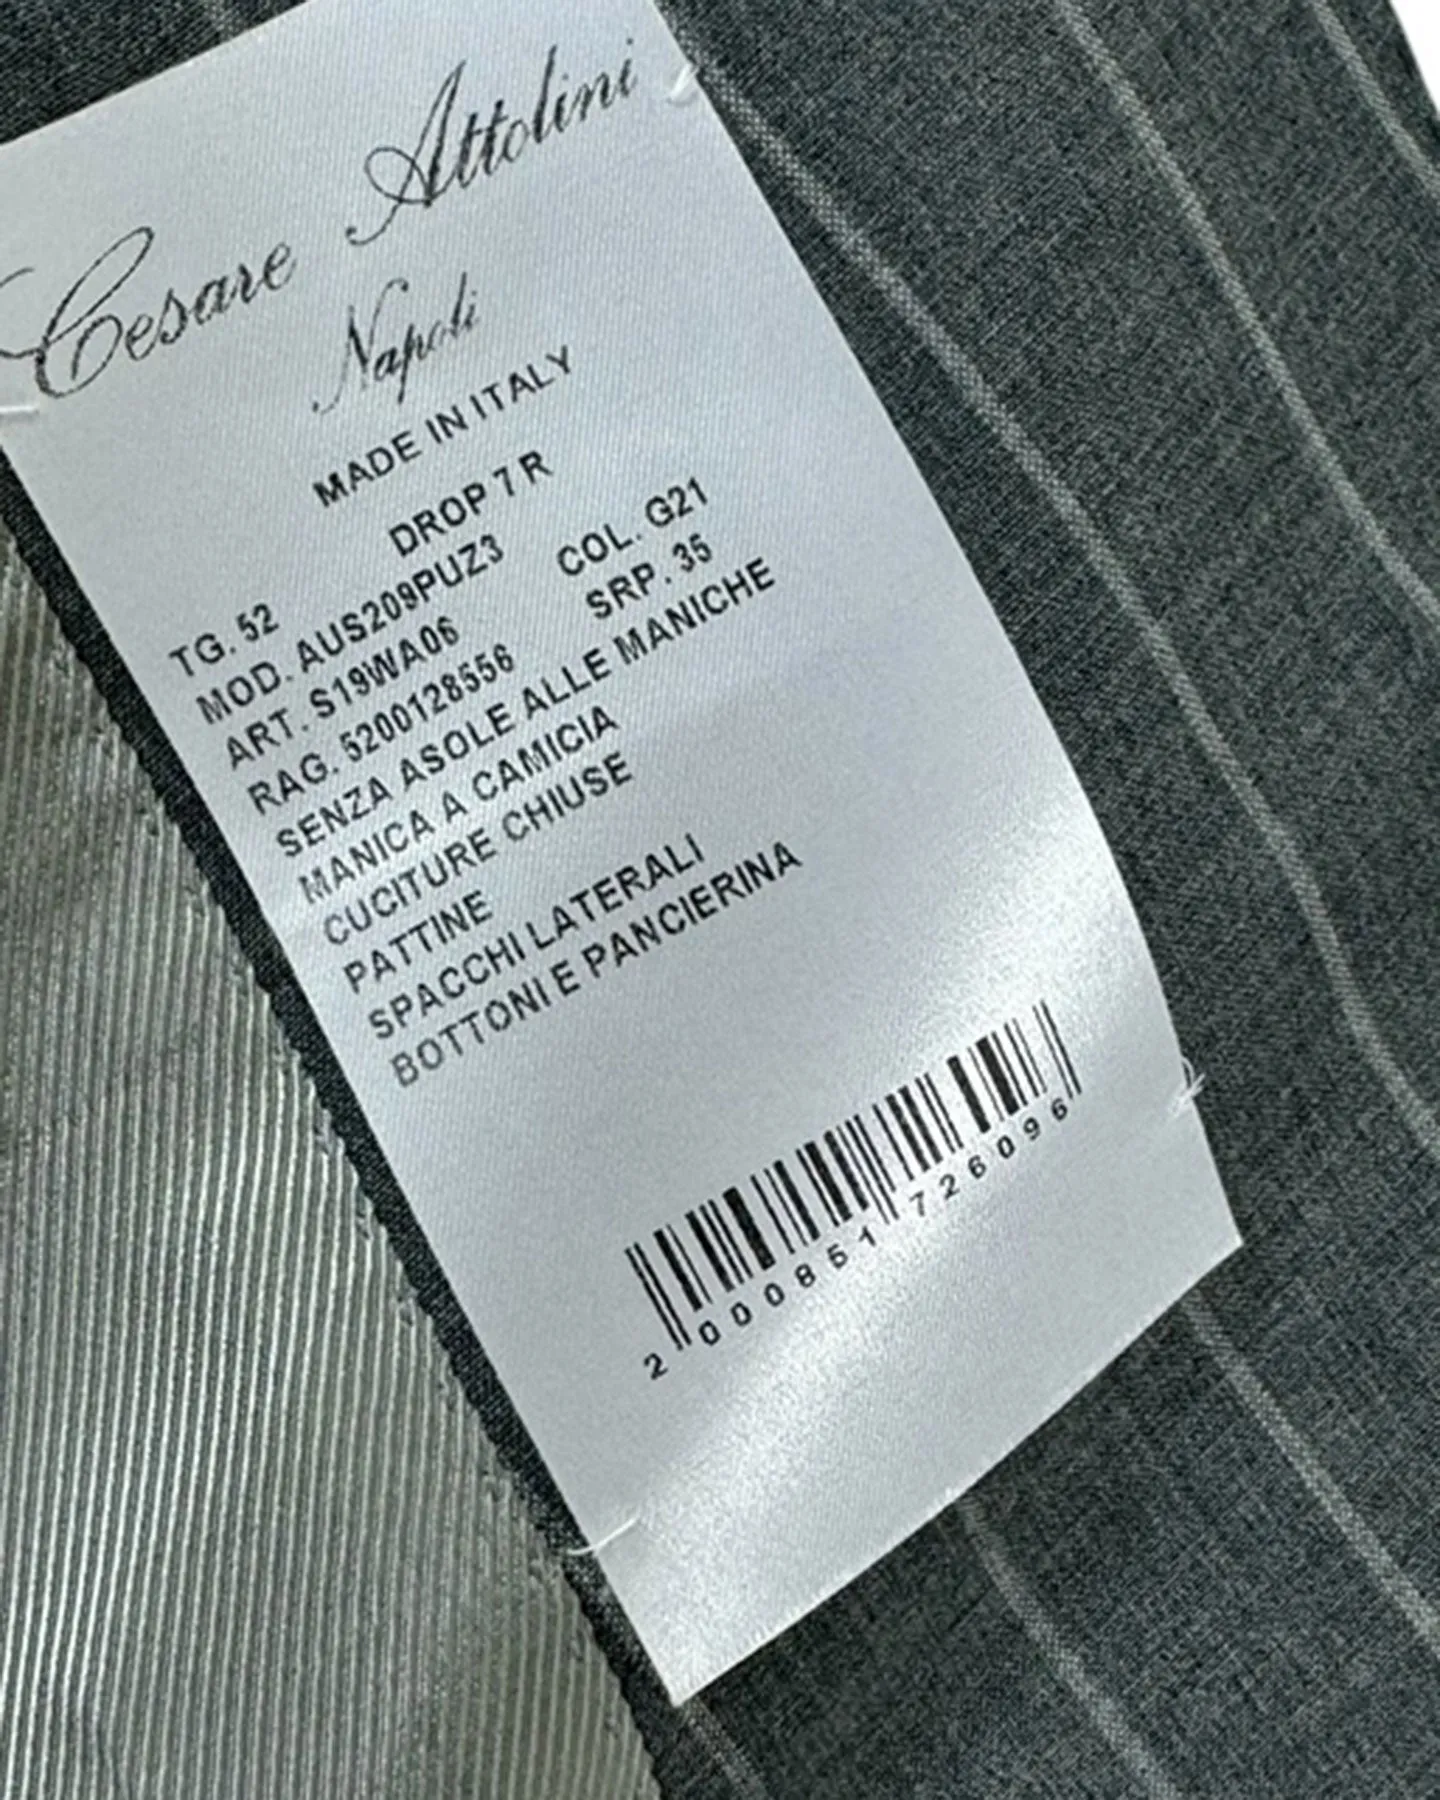 Cesare Attolini
Napoli
MADE IN ITALY
DROP 7 R
TG. 52
MOD. AUS209PUZ3 COL. G21
ART. S19WA06 SRP. 35
RAG. 5200128556
SENZA ASOLE ALLE MANICHE
MANICA A CAMICIA
CUCITURE CHIUSE
PATTINE
SPACCHI LATERALI
BOTTONI E PANCIERINA
2 000851 726096